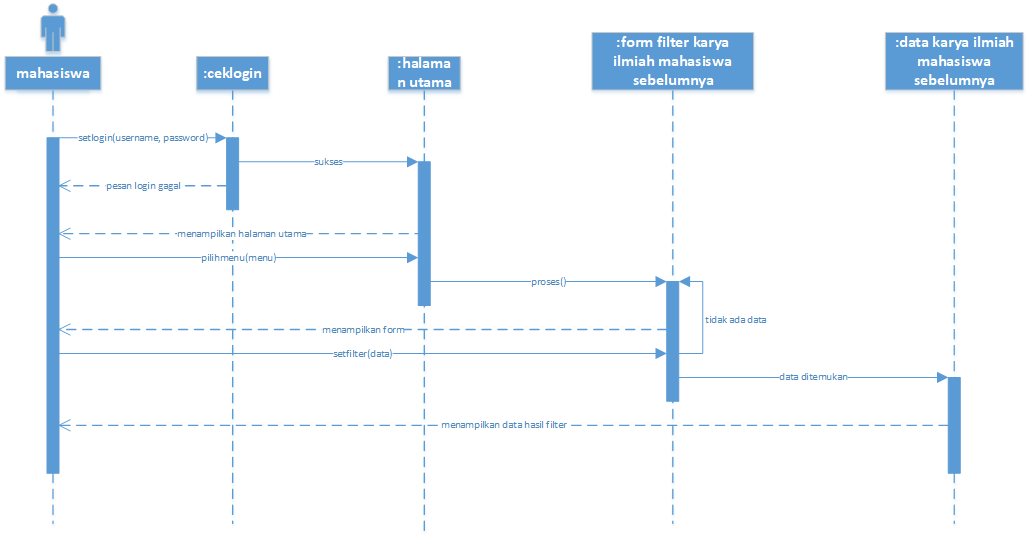 mahasiswa
:ceklogin
:halama
n utama
:form filter karya
ilmiah mahasiswa
sebelumnya
:data karya ilmiah
mahasiswa
sebelumnya
setlogin(username, password)
sukses
pesan login gagal
menampilkan halaman utama
pilihmenu(menu)
proses()
tidak ada data
menampilkan form
setfilter(data)
data ditemukan
menampilkan data hasil filter